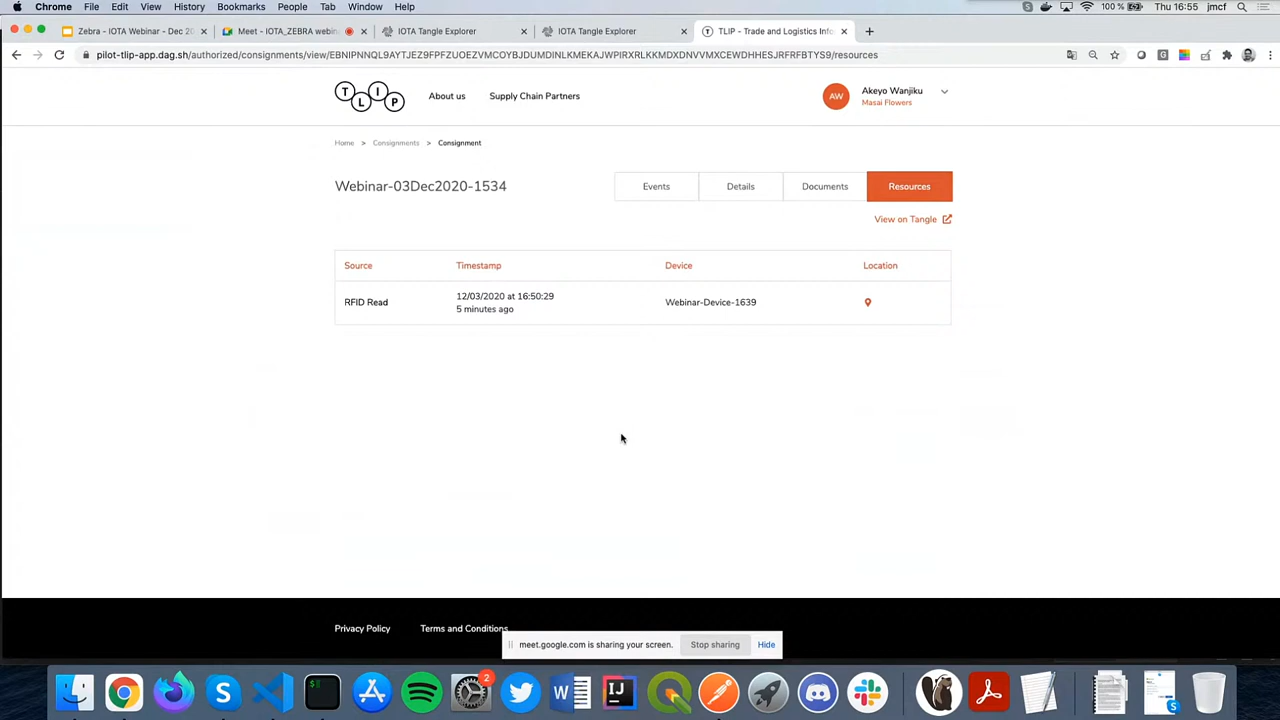 Chrome File Edit View History Bookmarks People Tab Window Help 100 % Thu 16:55 jmcf
Zebra - IOTA Webinar - Dec 20 Meet - IOTA_ZEBRA webin IOTA Tangle Explorer IOTA Tangle Explorer TLIP - Trade and Logistics Info
pilot-tlip-app.dag.sh/authorized/consignments/view/EBNIPNNQL9AYTJEZ9FPFZUOEZVMCOYBJDUMDINLKMEKAJWPIRXRLKKMDXDNVVMXCEWDHHESJRFRFBTYS9/resources
TLIP About us Supply Chain Partners AW Akeyo Wanjiku
Masai Flowers
Home > Consignments > Consignment
Webinar-03Dec2020-1534 Events Details Documents Resources
View on Tangle
Source Timestamp Device Location
RFID Read 12/03/2020 at 16:50:29 Webinar-Device-1639
5 minutes ago
Privacy Policy Terms and Conditions
meet.google.com is sharing your screen. Stop sharing Hide
2